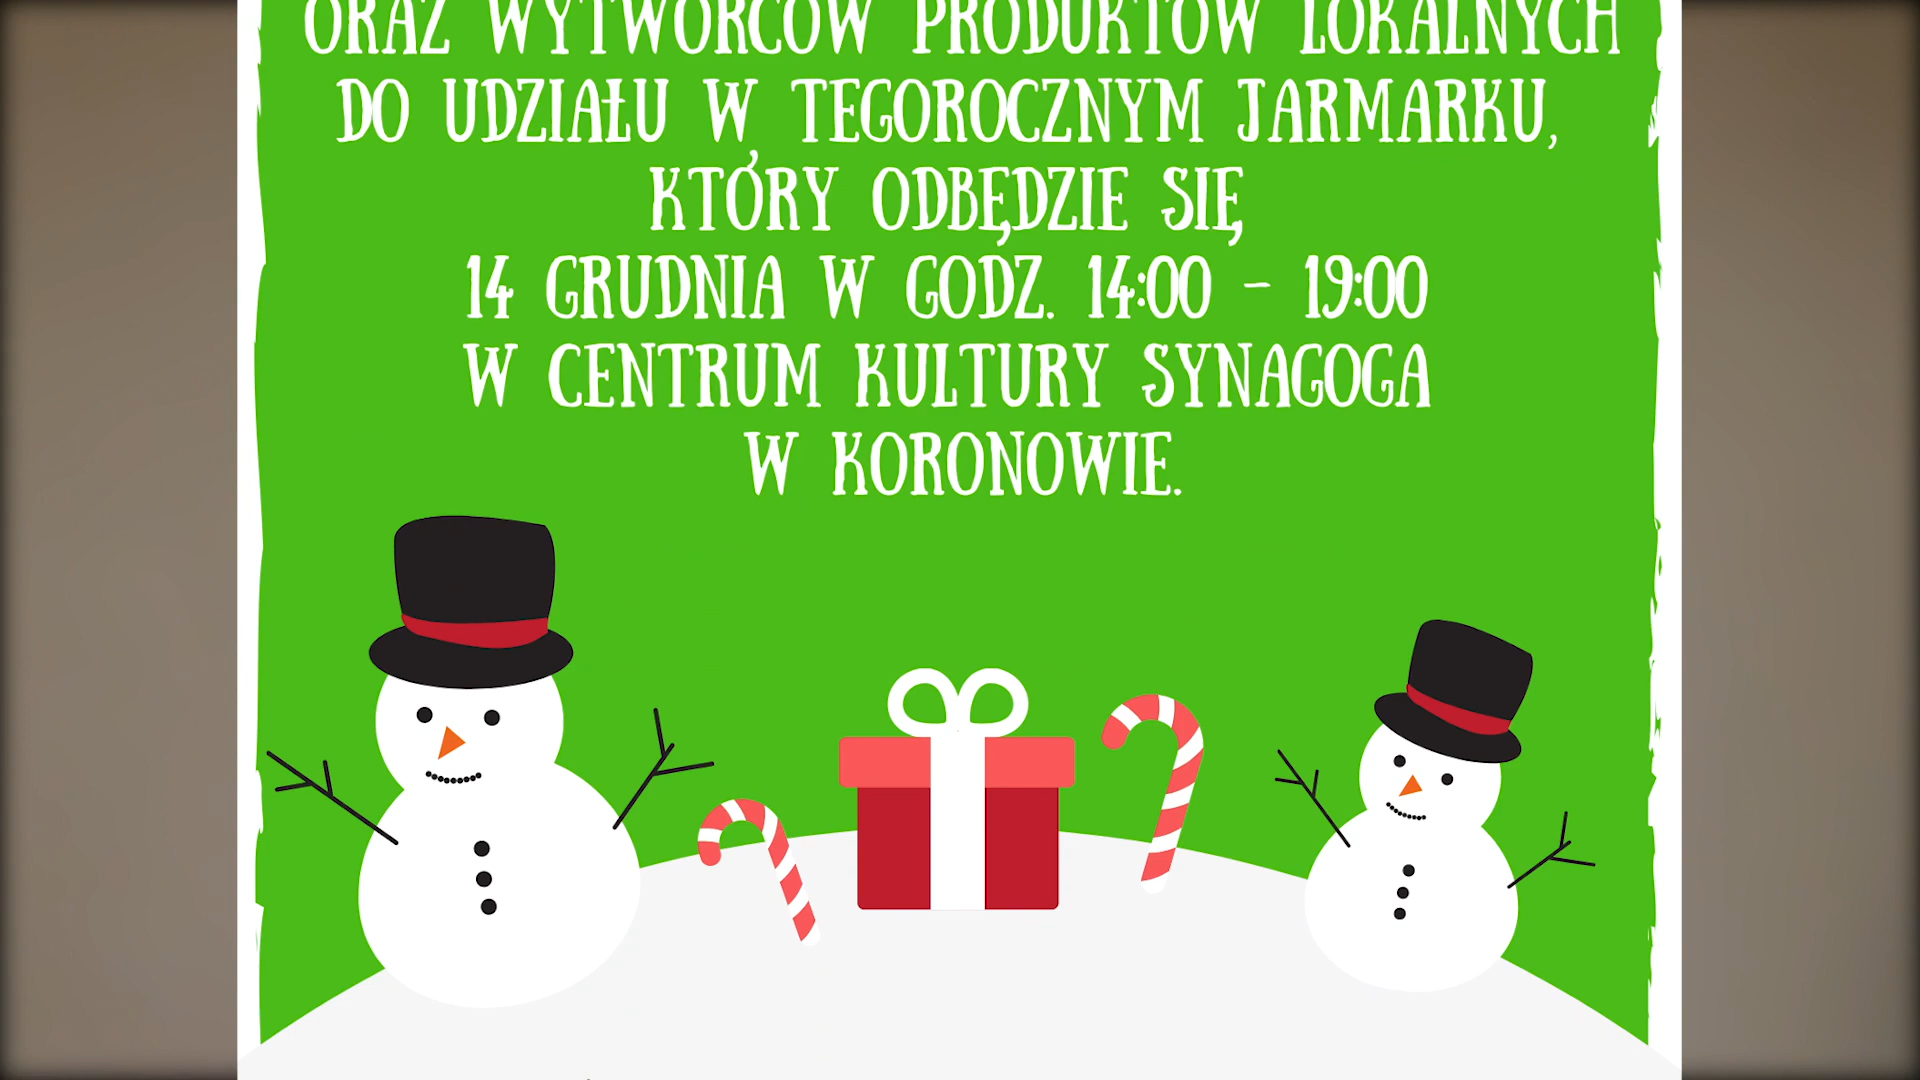 ORAZ WYTWÓRCÓW PRODUKTÓW LOKALNYCH
DO UDZIAŁU W TEGOROCZNYM JARMARKU,
KTÓRY ODBĘDZIE SIĘ
14 GRUDNIA W GODZ. 14:00 - 19:00
W CENTRUM KULTURY SYNAGOGA
W KORONOWIE.